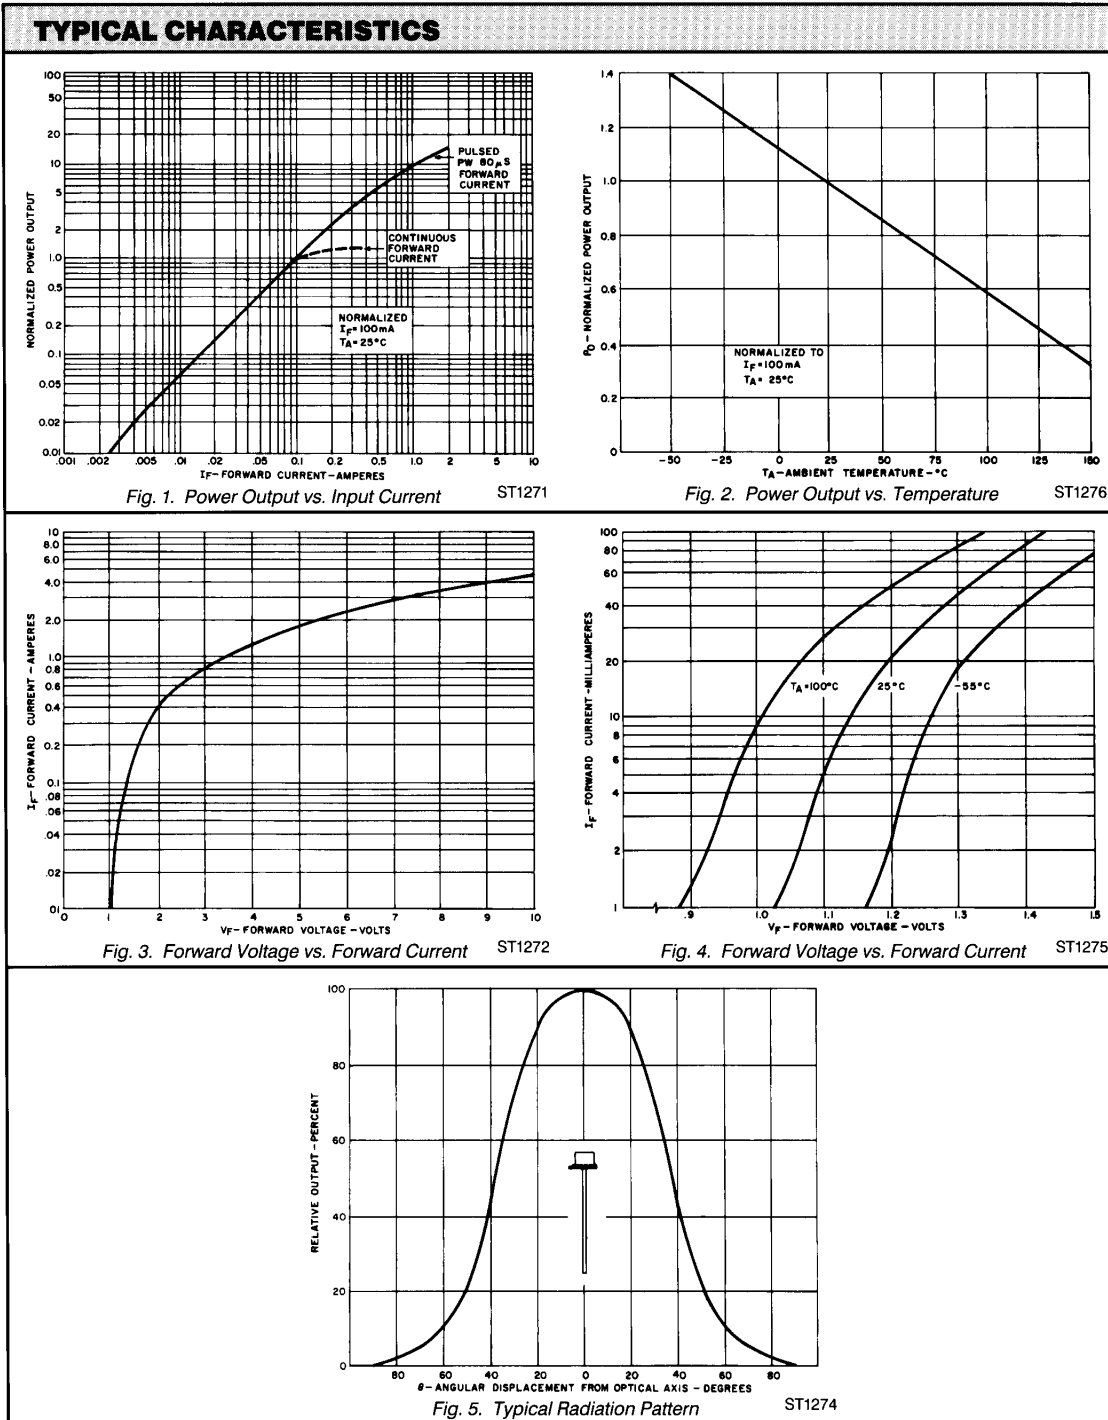 TYPICAL CHARACTERISTICS
100
50
20
10
5
2
1.0
0.5
0.2
0.1
0.05
0.02
0.01
NORMALIZED POWER OUTPUT
PULSED
PW 80 µS
FORWARD
CURRENT
CONTINUOUS
FORWARD
CURRENT
NORMALIZED
IF=100mA
TA=25°C
.001 .002 .005 .01 .02 .05 0.1 0.2 0.5 1.0 2 5 10
IF-FORWARD CURRENT-AMPERES
Fig. 1. Power Output vs. Input Current ST1271
1.4
1.2
1.0
0.8
0.6
0.4
0.2
0
PO-NORMALIZED POWER OUTPUT
NORMALIZED TO
IF=100mA
TA= 25°C
-50 -25 0 25 50 75 100 125 150
TA-AMBIENT TEMPERATURE-°C
Fig. 2. Power Output vs. Temperature ST1276
10
8.0
6.0
4.0
2.0
1.0
0.8
0.6
0.4
0.2
0.1
.08
.06
.04
.02
.01
IF-FORWARD CURRENT-AMPERES
0 1 2 3 4 5 6 7 8 9 10
VF-FORWARD VOLTAGE-VOLTS
Fig. 3. Forward Voltage vs. Forward Current ST1272
100
80
60
40
20
10
8
6
4
2
1
IF-FORWARD CURRENT-MILLIAMPERES
TA=100°C 25°C -55°C
.9 1.0 1.1 1.2 1.3 1.4 1.5
VF-FORWARD VOLTAGE-VOLTS
Fig. 4. Forward Voltage vs. Forward Current ST1275
100
80
60
40
20
0
RELATIVE OUTPUT-PERCENT
80 60 40 20 0 20 40 60 80
θ-ANGULAR DISPLACEMENT FROM OPTICAL AXIS - DEGREES
Fig. 5. Typical Radiation Pattern ST1274